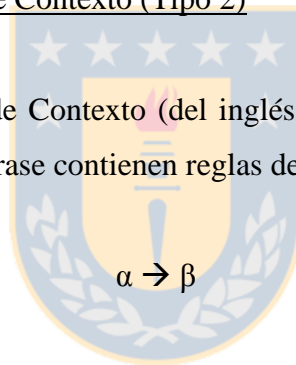 Contexto (Tipo 2)
de Contexto (del inglés
rase contienen reglas de
α → β